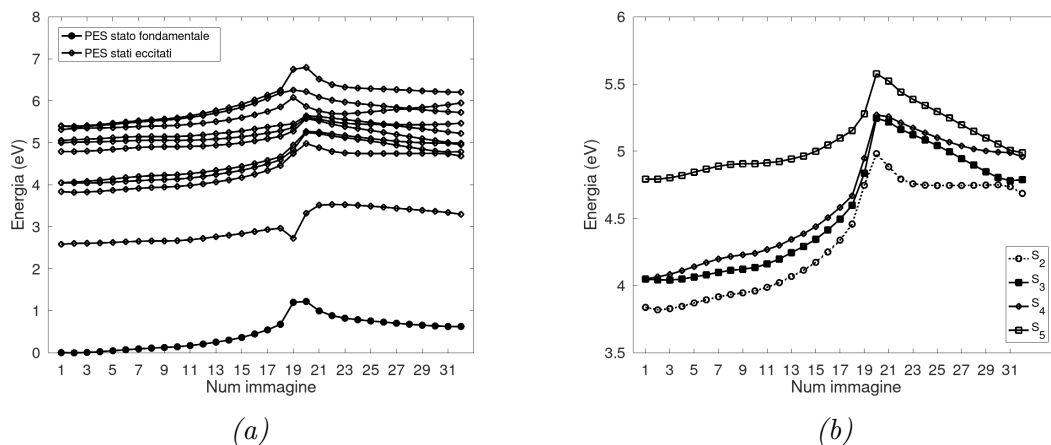 8
7
6
5
4
3
2
1
0
Energia (eV)
PES stato fondamentale
PES stati eccitati
1 3 5 7 9 11 13 15 17 19 21 23 25 27 29 31
Num immagine
(a)
6
5.5
5
4.5
4
3.5
Energia (eV)
S2
S3
S4
S5
1 3 5 7 9 11 13 15 17 19 21 23 25 27 29 31
Num immagine
(b)